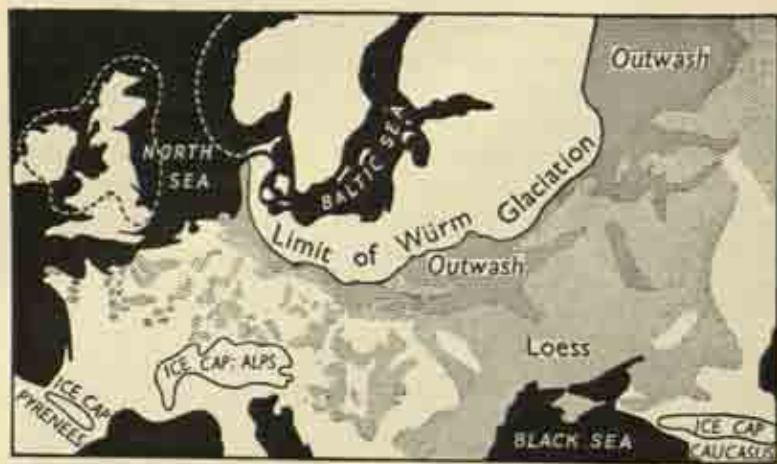 Outwash
NORTH
SEA
BALTIC SEA
Limit of Würm Glaciation
Outwash
Loess
ICE CAP-ALPS
ICE CAP
PYRENEES
BLACK SEA
ICE CAP
CAUCASUS